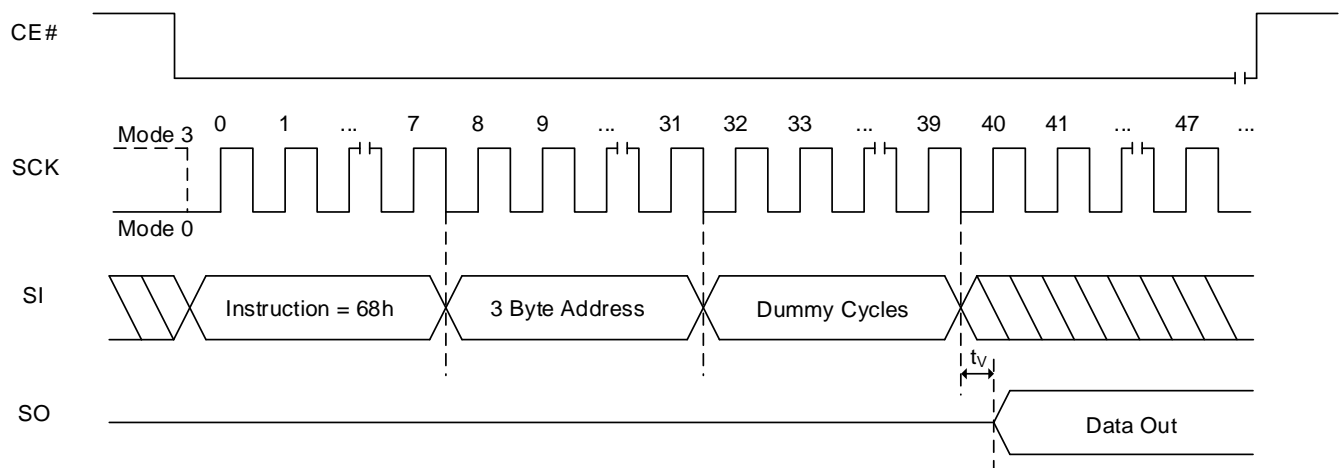 CE#
Mode 3 0 1 ... 7 8 9 ... 31 32 33 ... 39 40 41 ... 47 ...
SCK
Mode 0
SI Instruction = 68h 3 Byte Address Dummy Cycles
tV
SO Data Out